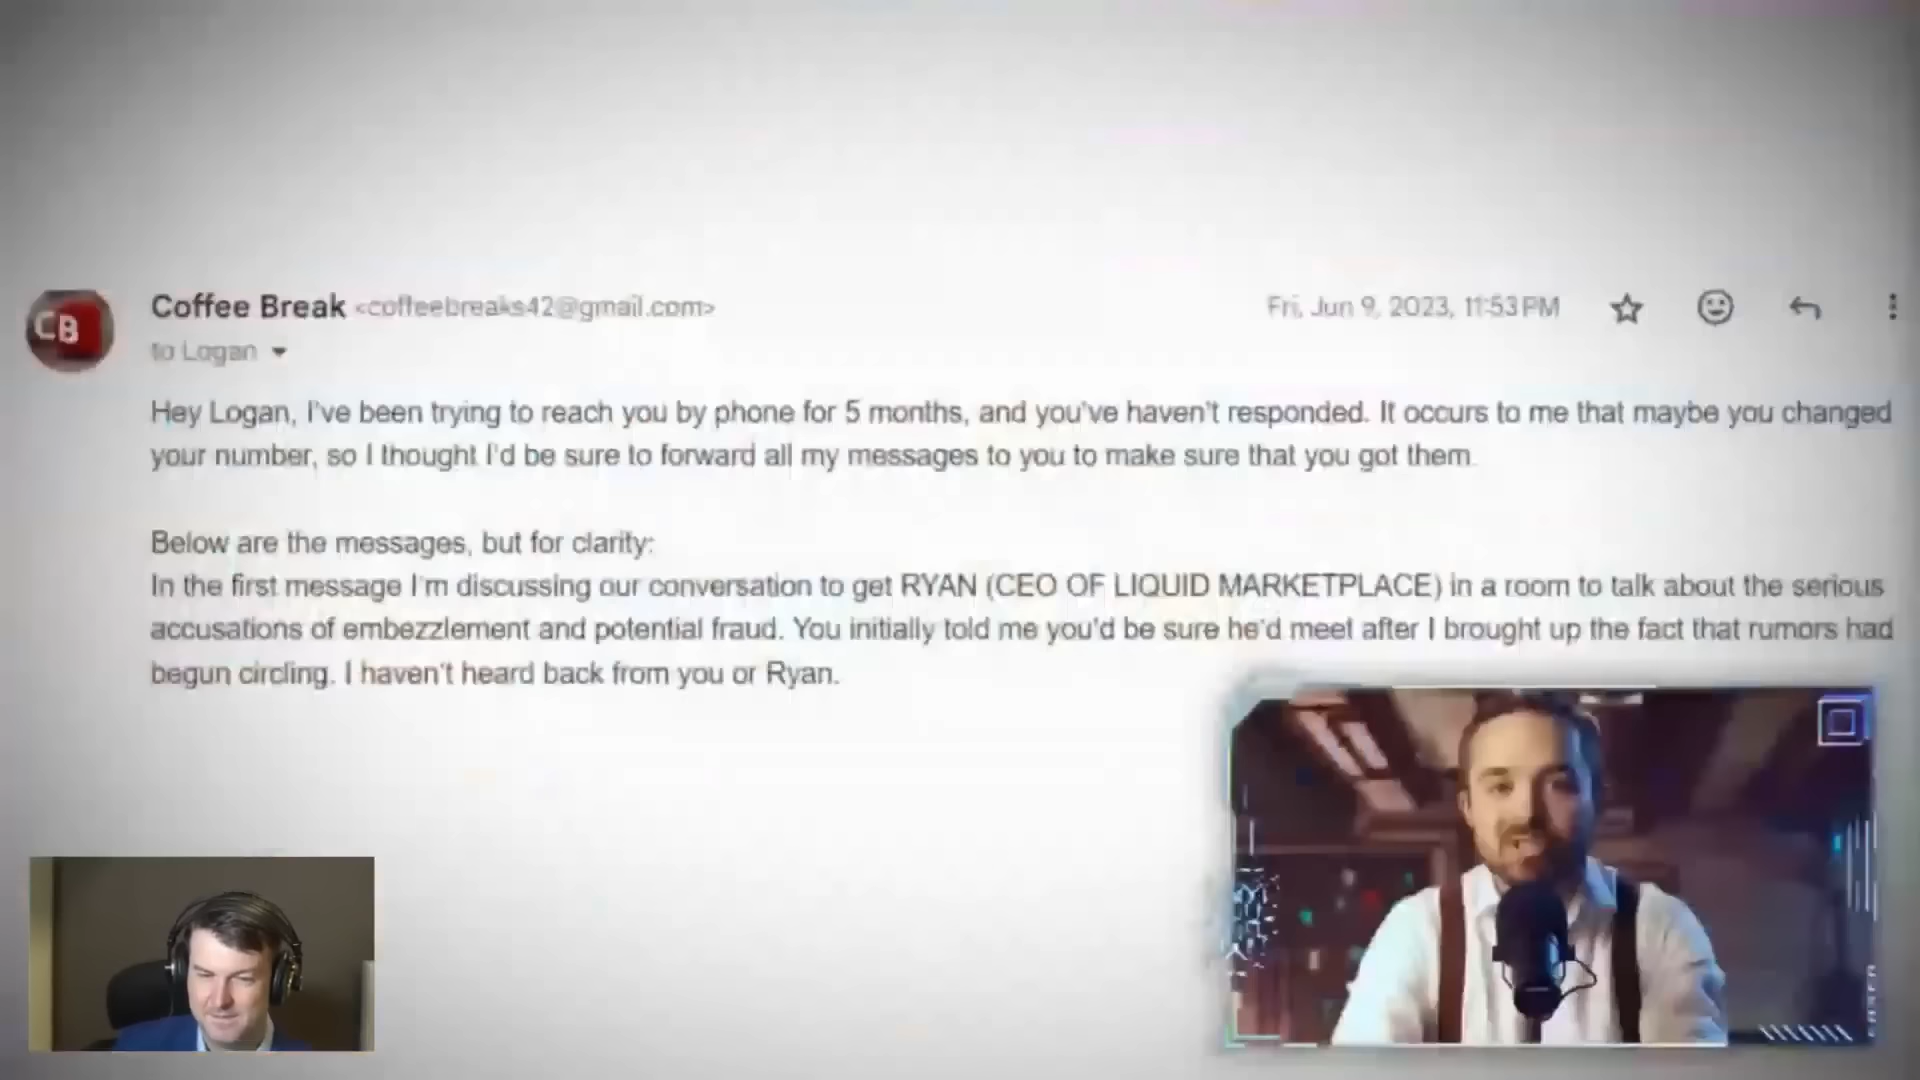 CB
Coffee Break <coffeebreaks42@gmail.com>
Fri, Jun 9, 2023, 11:53 PM
to Logan
Hey Logan, I've been trying to reach you by phone for 5 months, and you've haven't responded. It occurs to me that maybe you changed
your number, so I thought I'd be sure to forward all my messages to you to make sure that you got them.
Below are the messages, but for clarity:
In the first message I'm discussing our conversation to get RYAN (CEO OF LIQUID MARKETPLACE) in a room to talk about the serious
accusations of embezzlement and potential fraud. You initially told me you'd be sure he'd meet after I brought up the fact that rumors had
begun circling. I haven't heard back from you or Ryan.